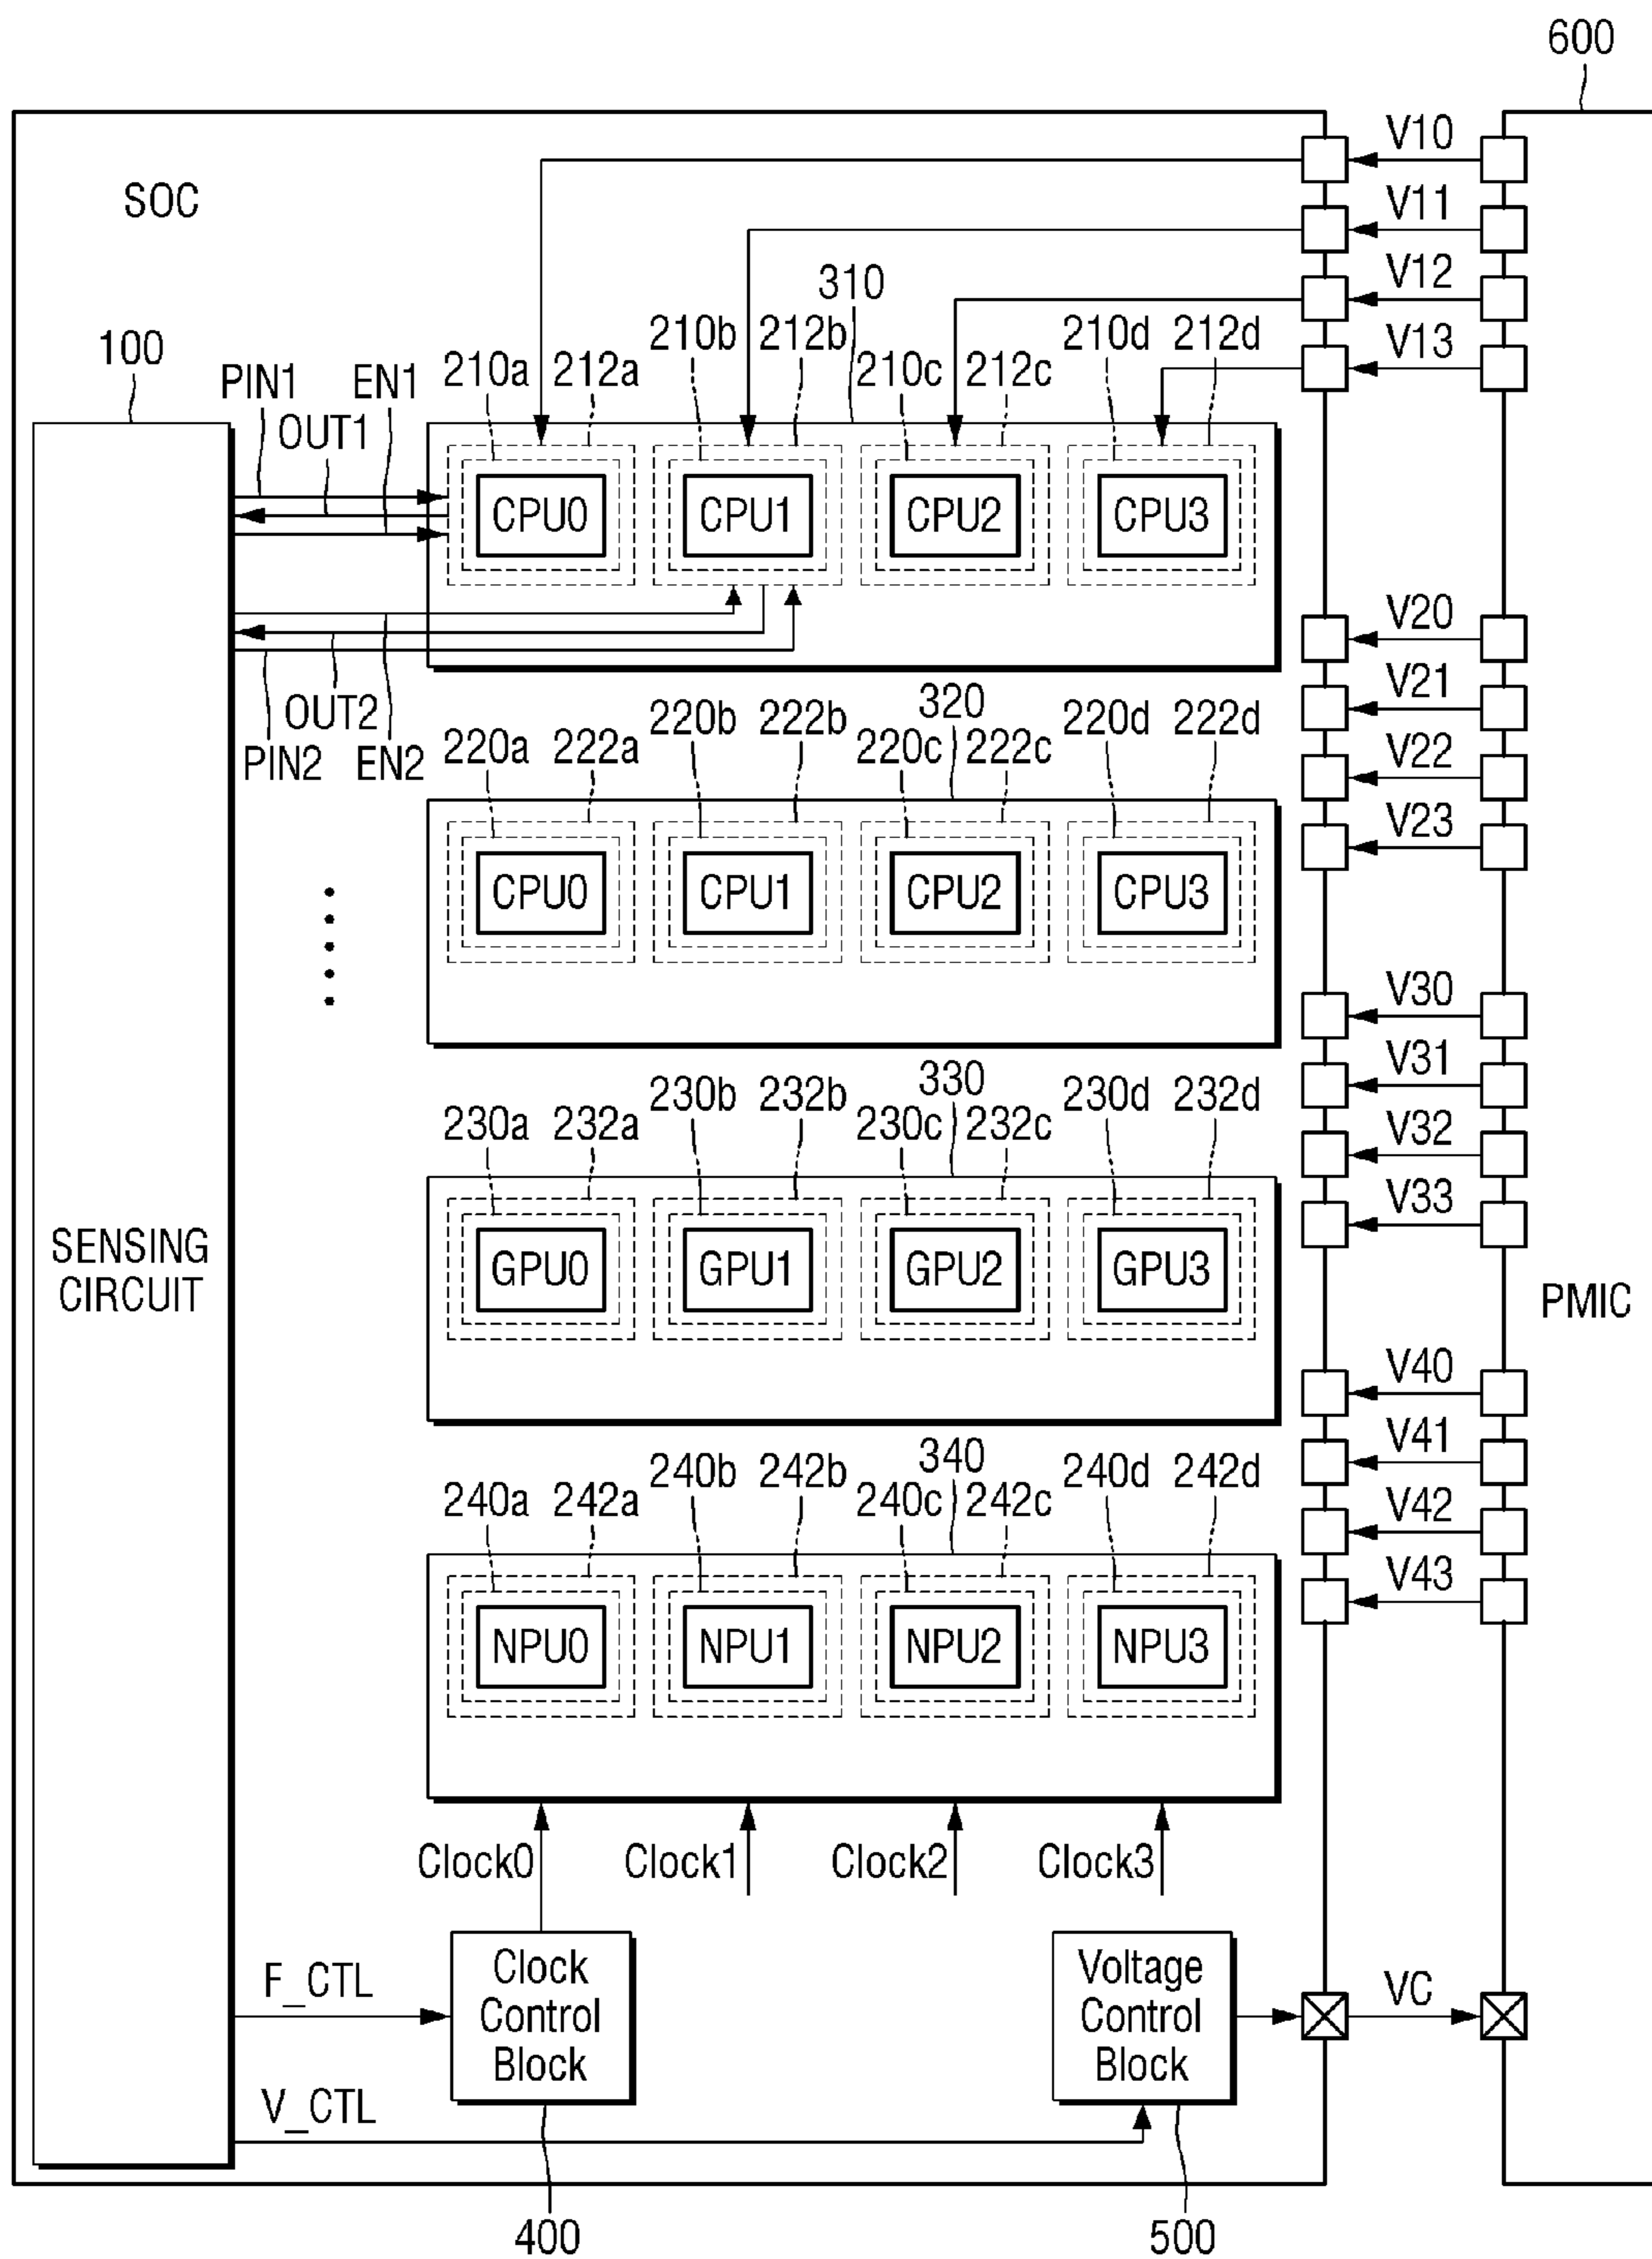 600
SOC
V10
V11
V12
V13
310
100
PIN1
OUT1
EN1
210a
212a
210b
212b
210c
212c
210d
212d
CPU0
CPU1
CPU2
CPU3
OUT2
PIN2
EN2
V20
V21
V22
V23
320
220a
222a
220b
222b
220c
222c
220d
222d
CPU0
CPU1
CPU2
CPU3
V30
V31
V32
V33
330
230a
232a
230b
232b
230c
232c
230d
232d
GPU0
GPU1
GPU2
GPU3
SENSING
CIRCUIT
PMIC
V40
V41
V42
V43
340
240a
242a
240b
242b
240c
242c
240d
242d
NPU0
NPU1
NPU2
NPU3
Clock0
Clock1
Clock2
Clock3
F_CTL
Clock
Control
Block
Voltage
Control
Block
VC
V_CTL
400
500